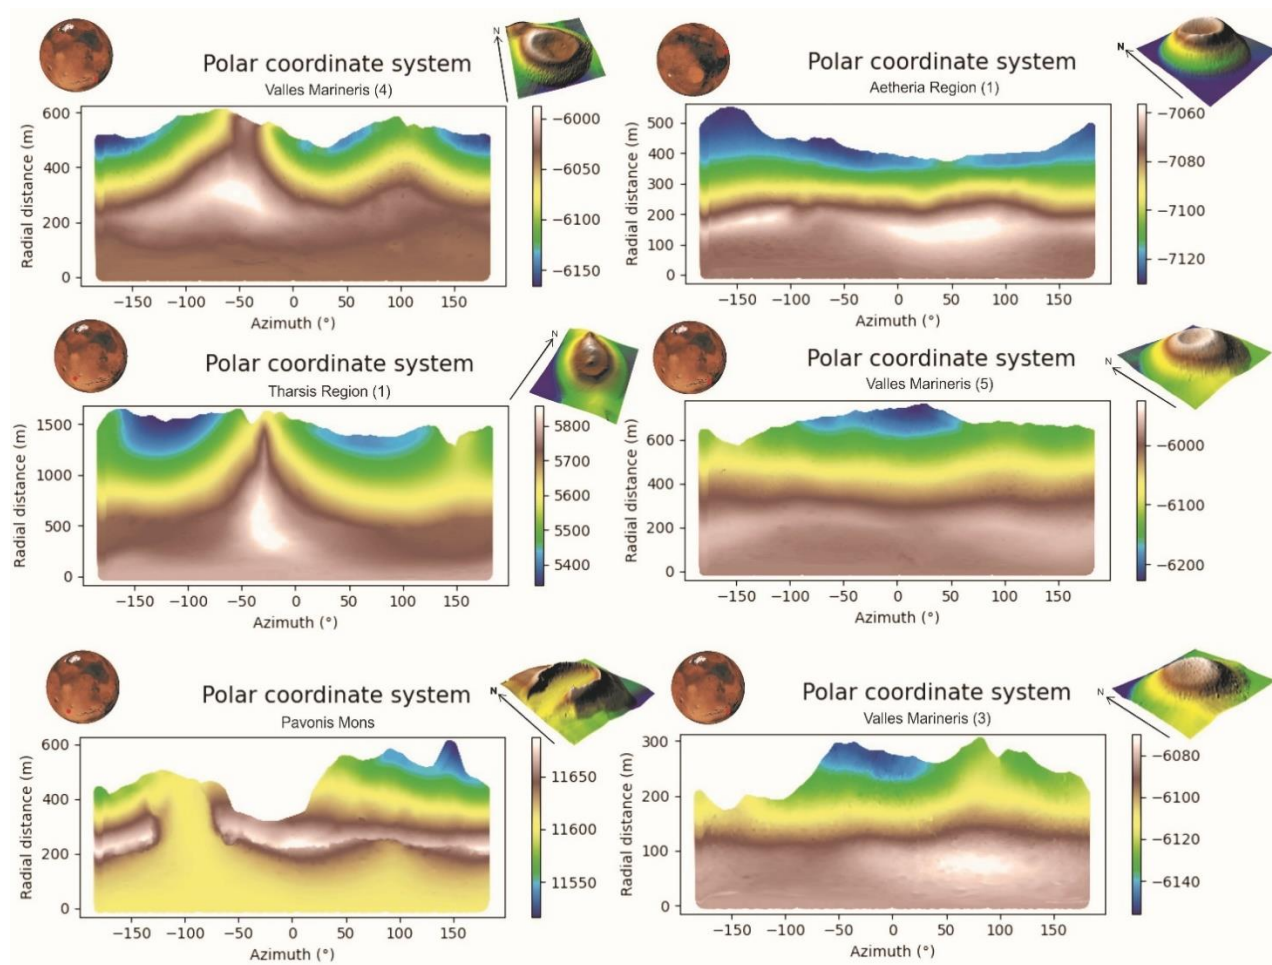 N
Polar coordinate system
Valles Marineris (4)
600
400
200
0
Radial distance (m)
−150 −100 −50 0 50 100 150
Azimuth (°)
−6000
−6050
−6100
−6150
N
Polar coordinate system
Aetheria Region (1)
500
400
300
200
100
0
Radial distance (m)
−150 −100 −50 0 50 100 150
Azimuth (°)
−7060
−7080
−7100
−7120
N
Polar coordinate system
Tharsis Region (1)
1500
1250
1000
750
500
250
0
Radial distance (m)
−150 −100 −50 0 50 100 150
Azimuth (°)
5800
5700
5600
5500
5400
N
Polar coordinate system
Valles Marineris (5)
600
400
200
0
Radial distance (m)
−150 −100 −50 0 50 100 150
Azimuth (°)
−6000
−6100
−6200
N
Polar coordinate system
Pavonis Mons
600
400
200
0
Radial distance (m)
−150 −100 −50 0 50 100 150
Azimuth (°)
11650
11600
11550
N
Polar coordinate system
Valles Marineris (3)
300
200
100
0
Radial distance (m)
−150 −100 −50 0 50 100 150
Azimuth (°)
−6080
−6100
−6120
−6140